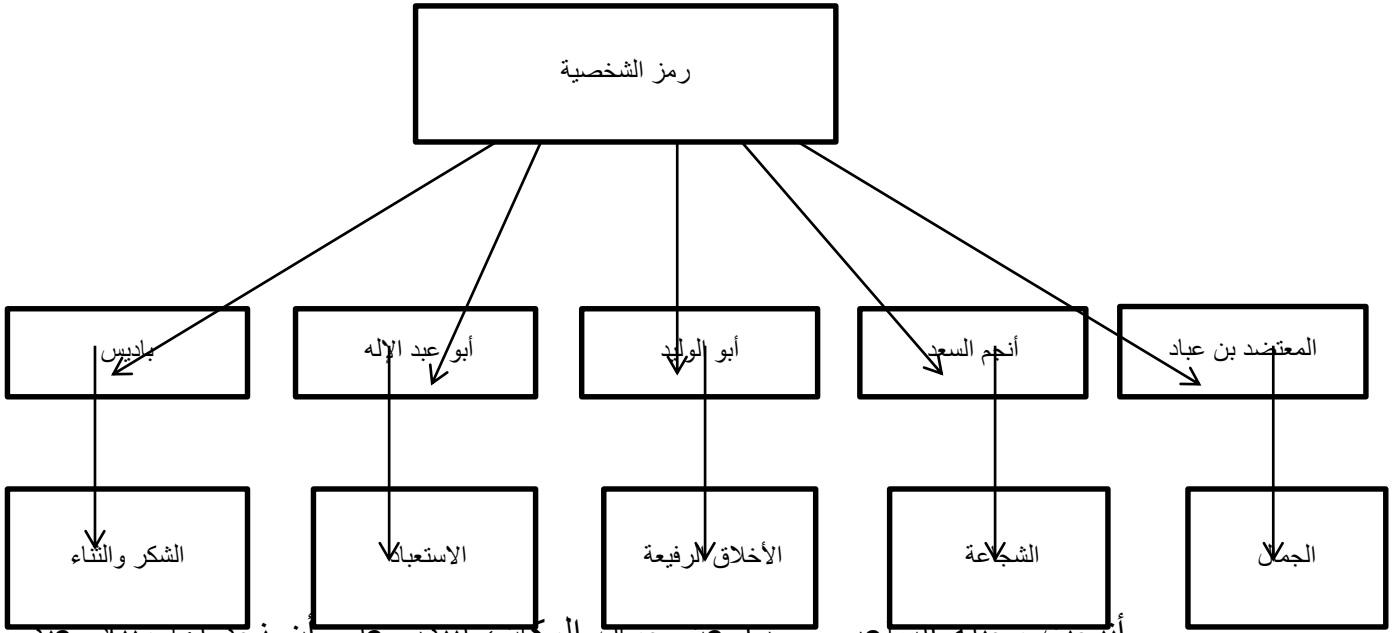 رمز الشخصية
المعتضد بن عباد
أنجم السعد
أبو الوليد
أبو عبد الإله
باديس
الجمال
الشجاعة
الأخلاق الرفيعة
الاستعباد
الشكر والثناء